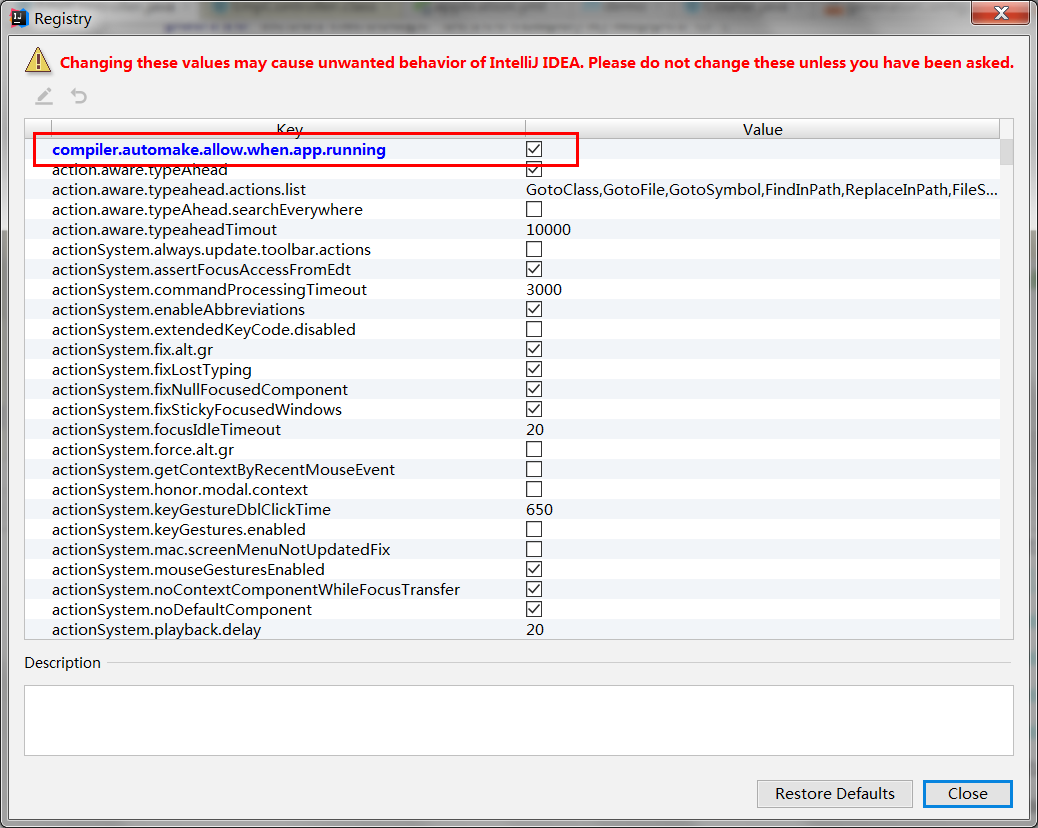 Registry
Changing these values may cause unwanted behavior of IntelliJ IDEA. Please do not change these unless you have been asked.
Key Value
compiler.automake.allow.when.app.running
action.aware.typeAhead
action.aware.typeahead.actions.list GotoClass,GotoFile,GotoSymbol,FindInPath,ReplaceInPath,FileS...
action.aware.typeAhead.searchEverywhere
action.aware.typeaheadTimout 10000
actionSystem.always.update.toolbar.actions
actionSystem.assertFocusAccessFromEdt
actionSystem.commandProcessingTimeout 3000
actionSystem.enableAbbreviations
actionSystem.extendedKeyCode.disabled
actionSystem.fix.alt.gr
actionSystem.fixLostTyping
actionSystem.fixNullFocusedComponent
actionSystem.fixStickyFocusedWindows
actionSystem.focusIdleTimeout 20
actionSystem.force.alt.gr
actionSystem.getContextByRecentMouseEvent
actionSystem.honor.modal.context
actionSystem.keyGestureDblClickTime 650
actionSystem.keyGestures.enabled
actionSystem.mac.screenMenuNotUpdatedFix
actionSystem.mouseGesturesEnabled
actionSystem.noContextComponentWhileFocusTransfer
actionSystem.noDefaultComponent
actionSystem.playback.delay 20
Description
Restore Defaults Close